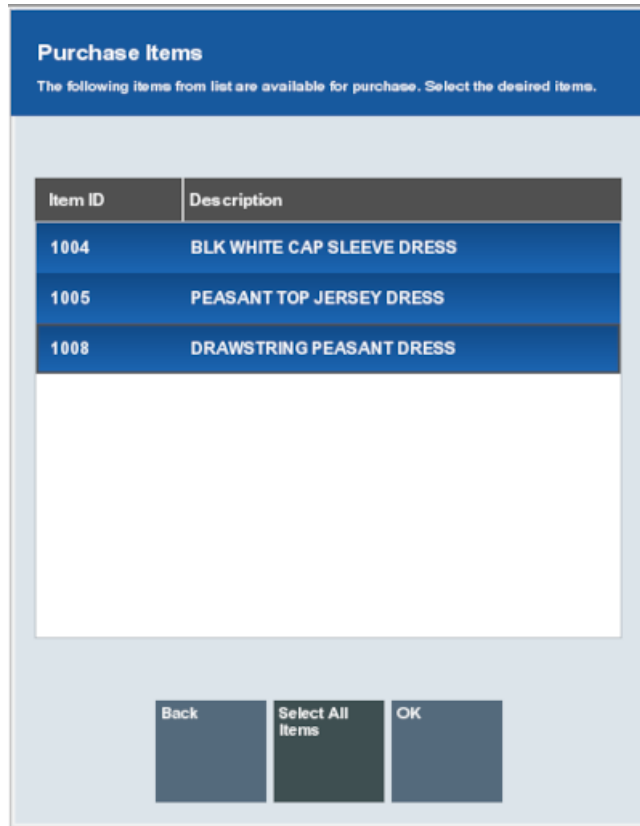 Purchase Items
The following items from list are available for purchase. Select the desired items.
Item ID Description
1004 BLK WHITE CAP SLEEVE DRESS
1005 PEASANT TOP JERSEY DRESS
1008 DRAWSTRING PEASANT DRESS
Back Select All Items OK